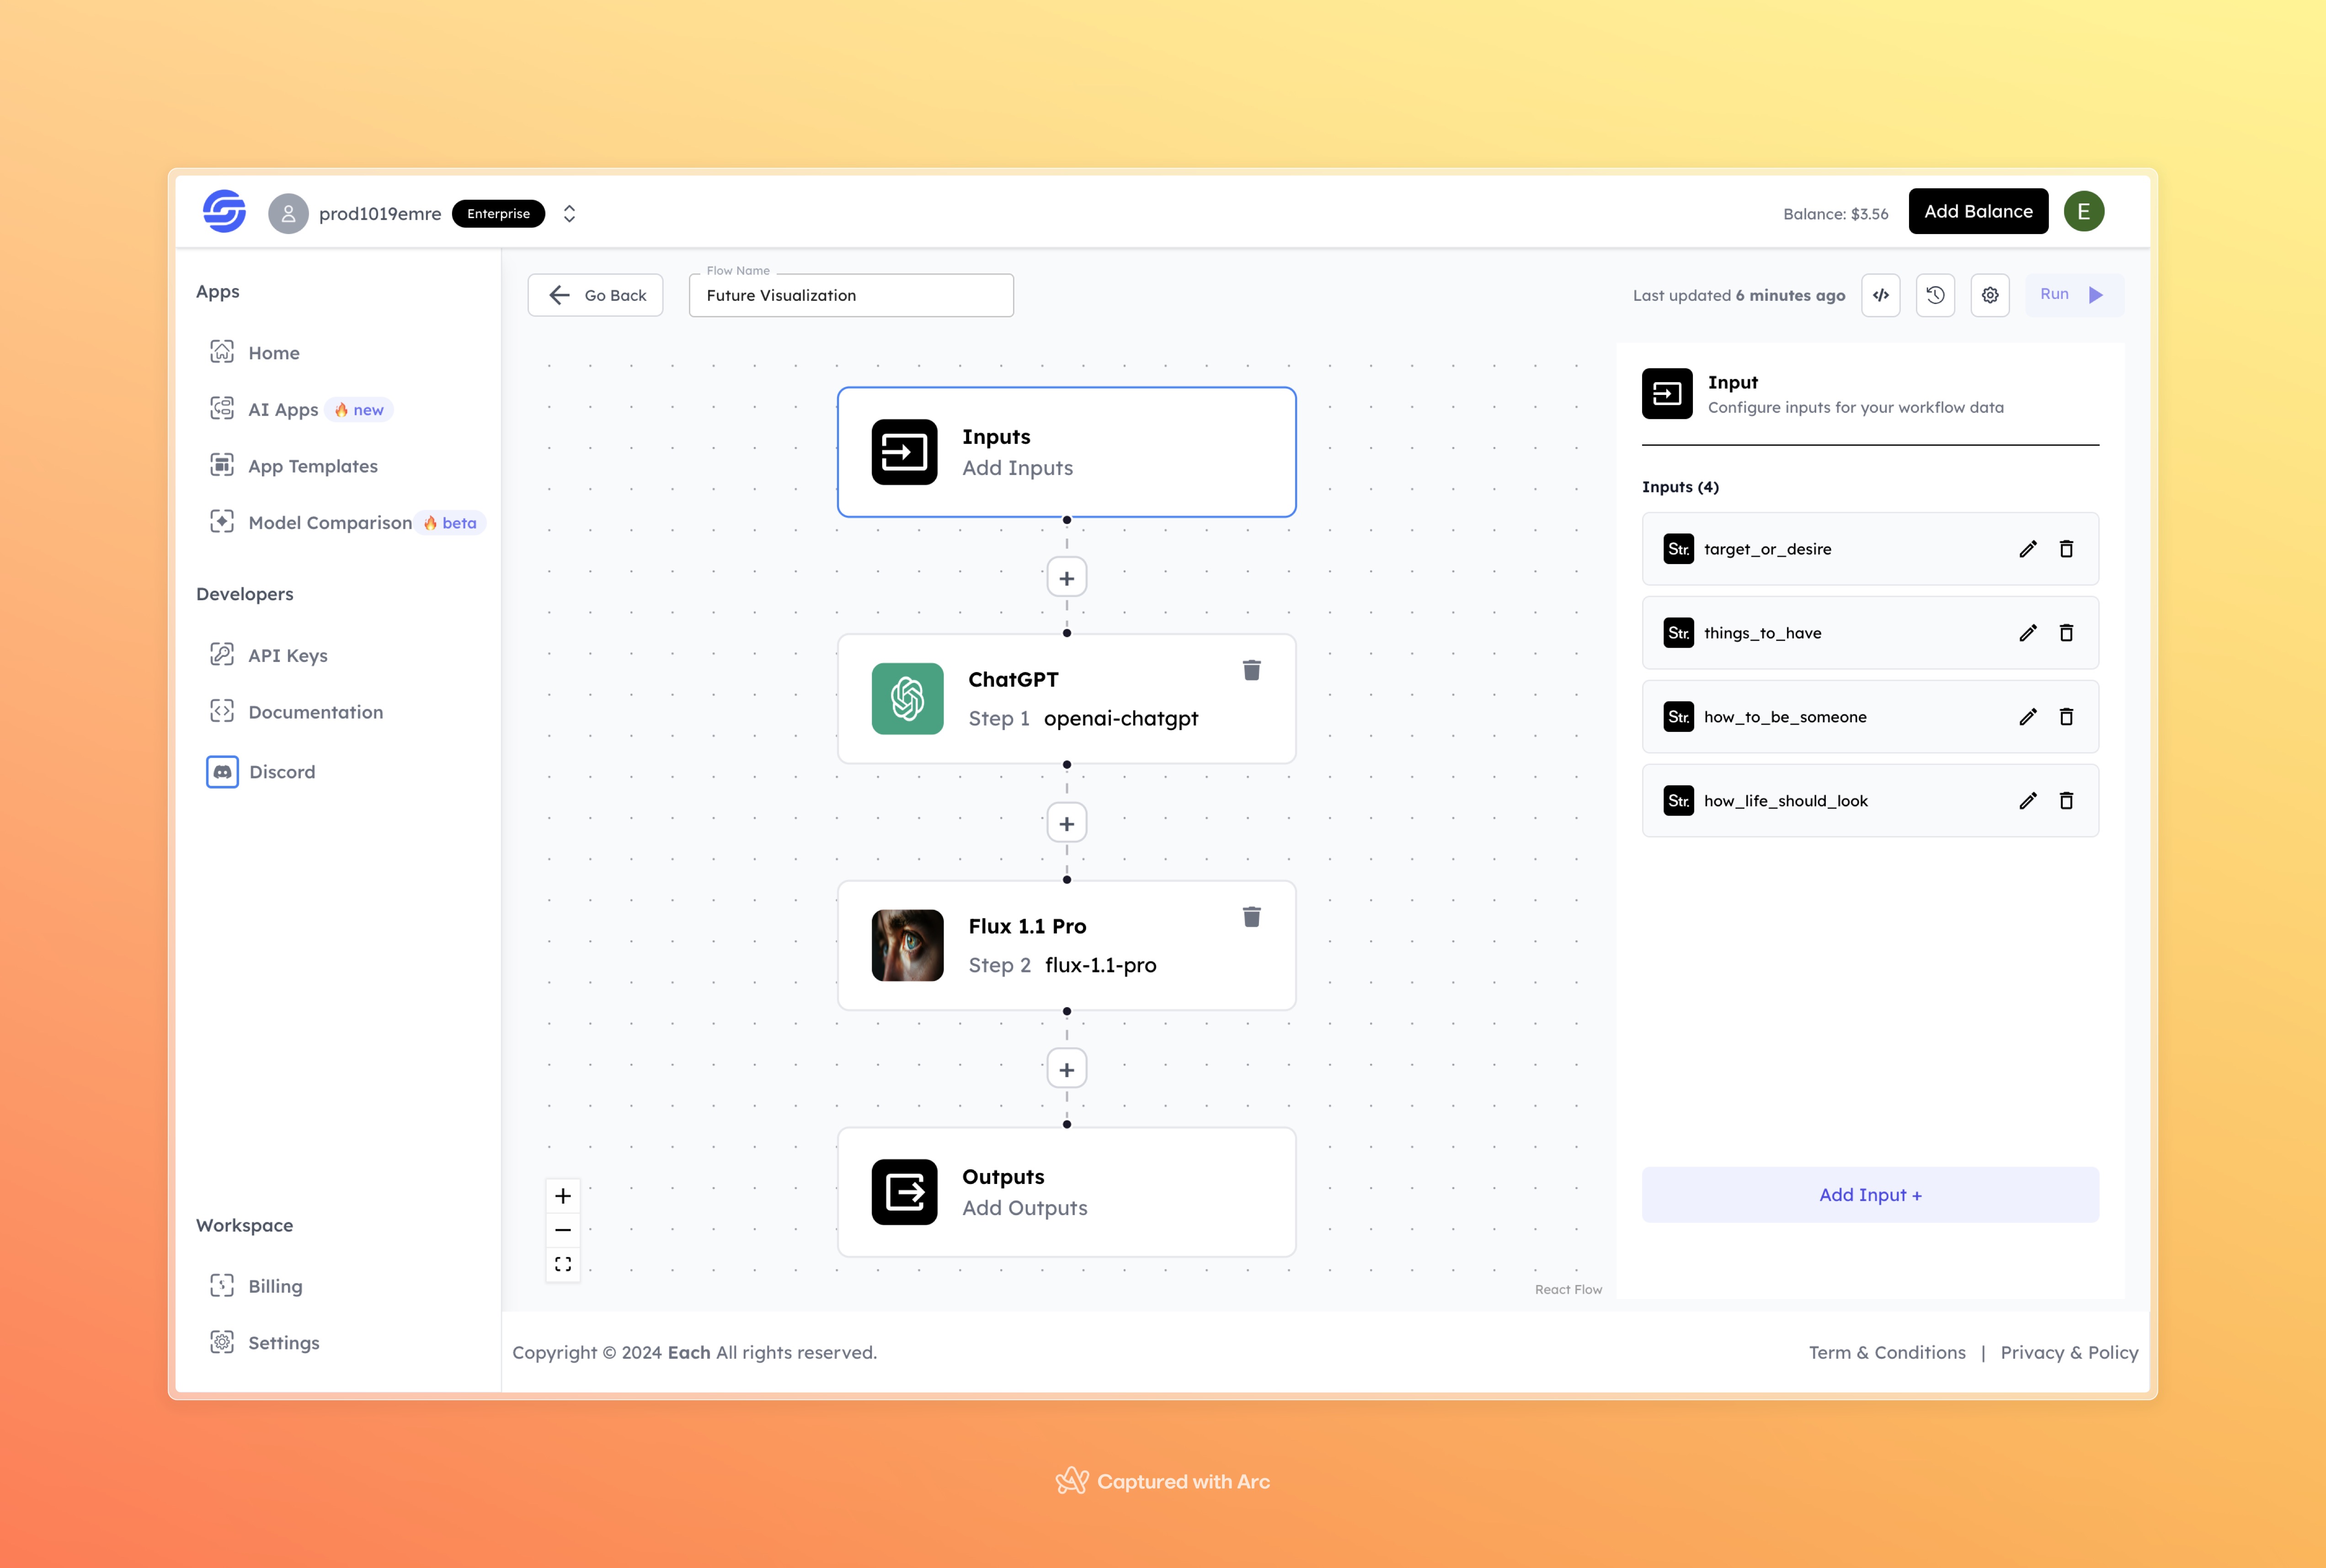 prod1019emre Enterprise
Balance: $3.56 Add Balance E
Apps
Home
AI Apps 🔥 new
App Templates
Model Comparison 🔥 beta
Developers
API Keys
Documentation
Discord
Workspace
Billing
Settings
Go Back
Flow Name
Future Visualization
Last updated 6 minutes ago
Run
Inputs
Add Inputs
ChatGPT
Step 1 openai-chatgpt
Flux 1.1 Pro
Step 2 flux-1.1-pro
Outputs
Add Outputs
React Flow
Input
Configure inputs for your workflow data
Inputs (4)
Str. target_or_desire
Str. things_to_have
Str. how_to_be_someone
Str. how_life_should_look
Add Input +
Copyright © 2024 Each All rights reserved.
Term & Conditions | Privacy & Policy
Captured with Arc